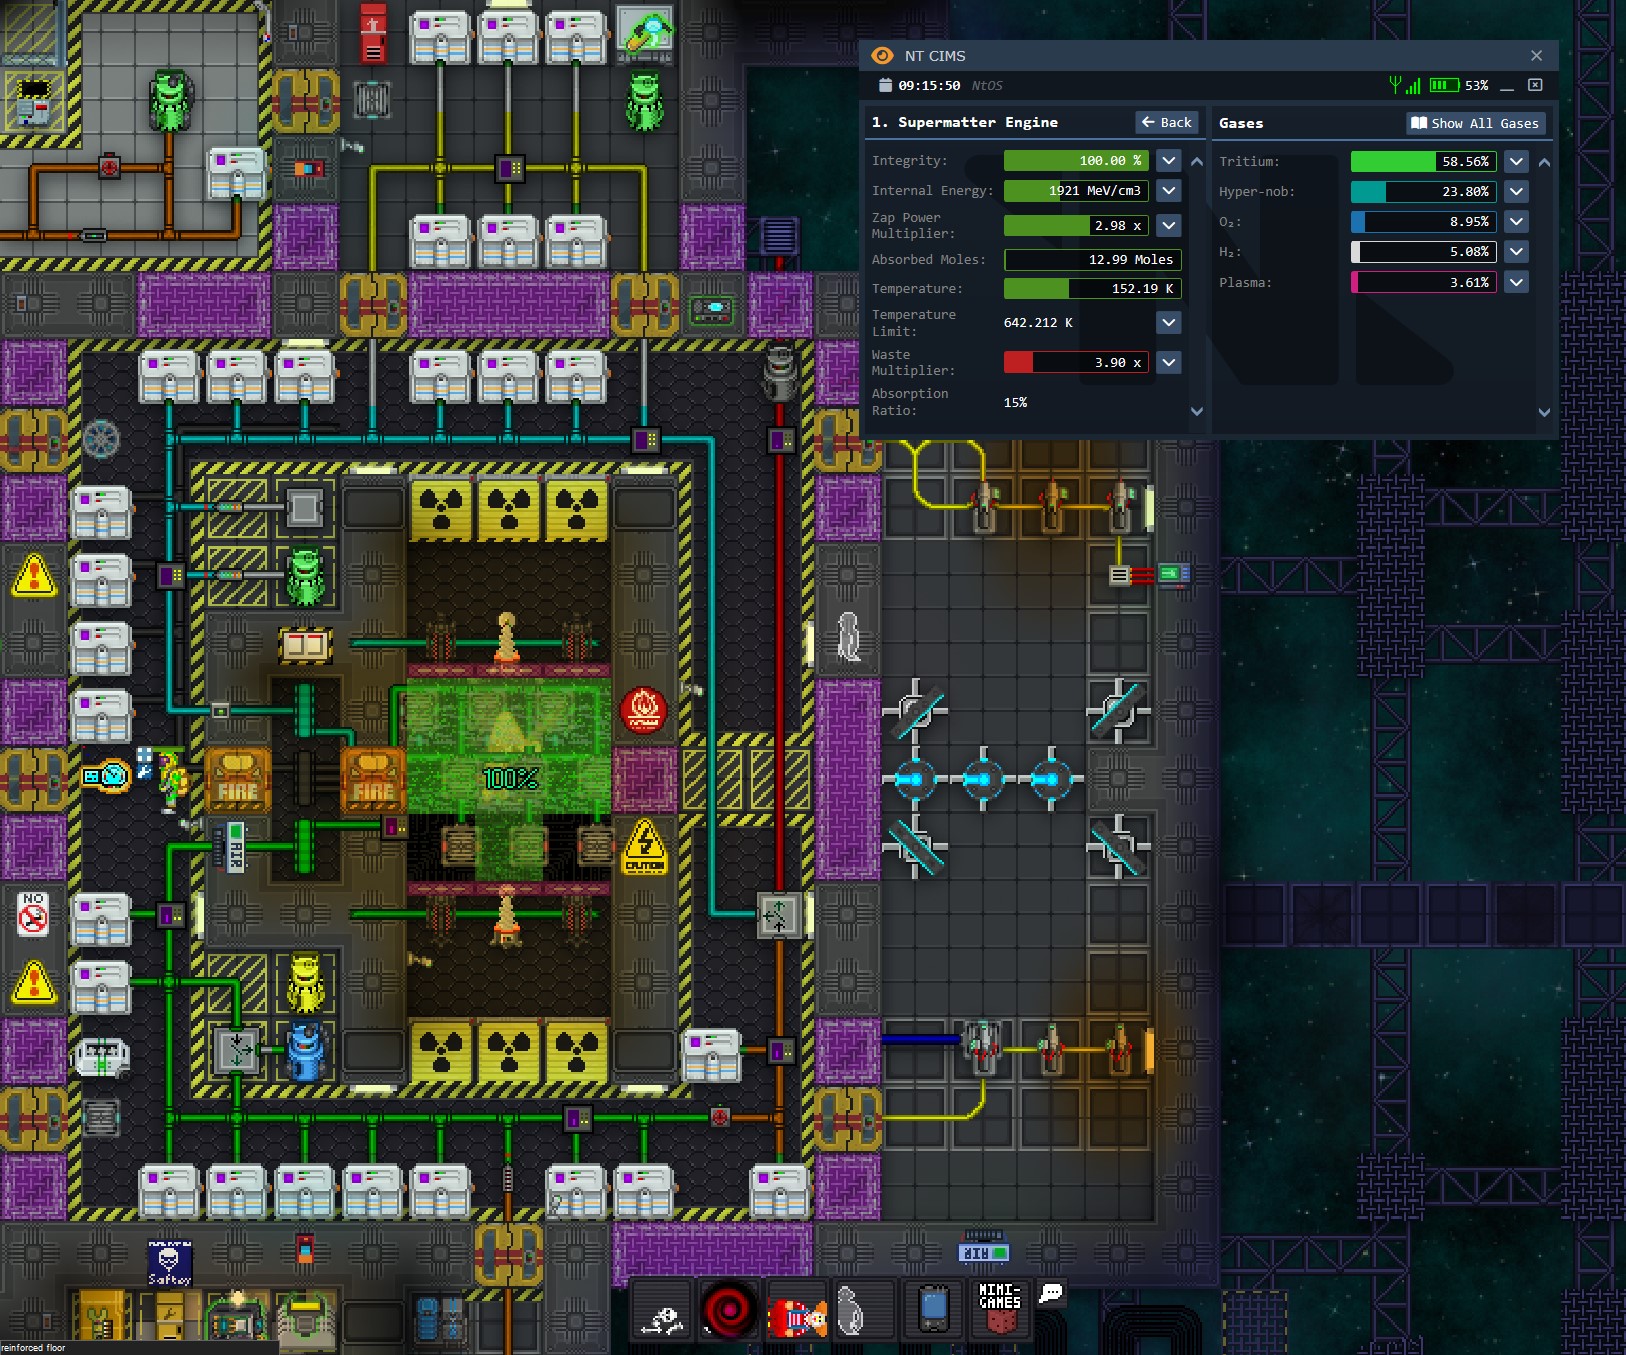 NT CIMS
09:15:50 NtOS 53%
1. Supermatter Engine
Back
Integrity: 100.00 %
Internal Energy: 1921 MeV/cm3
Zap Power Multiplier: 2.98 x
Absorbed Moles: 12.99 Moles
Temperature: 152.19 K
Temperature Limit: 642.212 K
Waste Multiplier: 3.90 x
Absorption Ratio: 15%
Gases
Show All Gases
Tritium: 58.56%
Hyper-nob: 23.80%
O₂: 8.95%
H₂: 5.08%
Plasma: 3.61%
FIRE
FIRE
100%
CAUTION
NO
Saftey
AIR
MIMI-
GAMES
reinforced floor